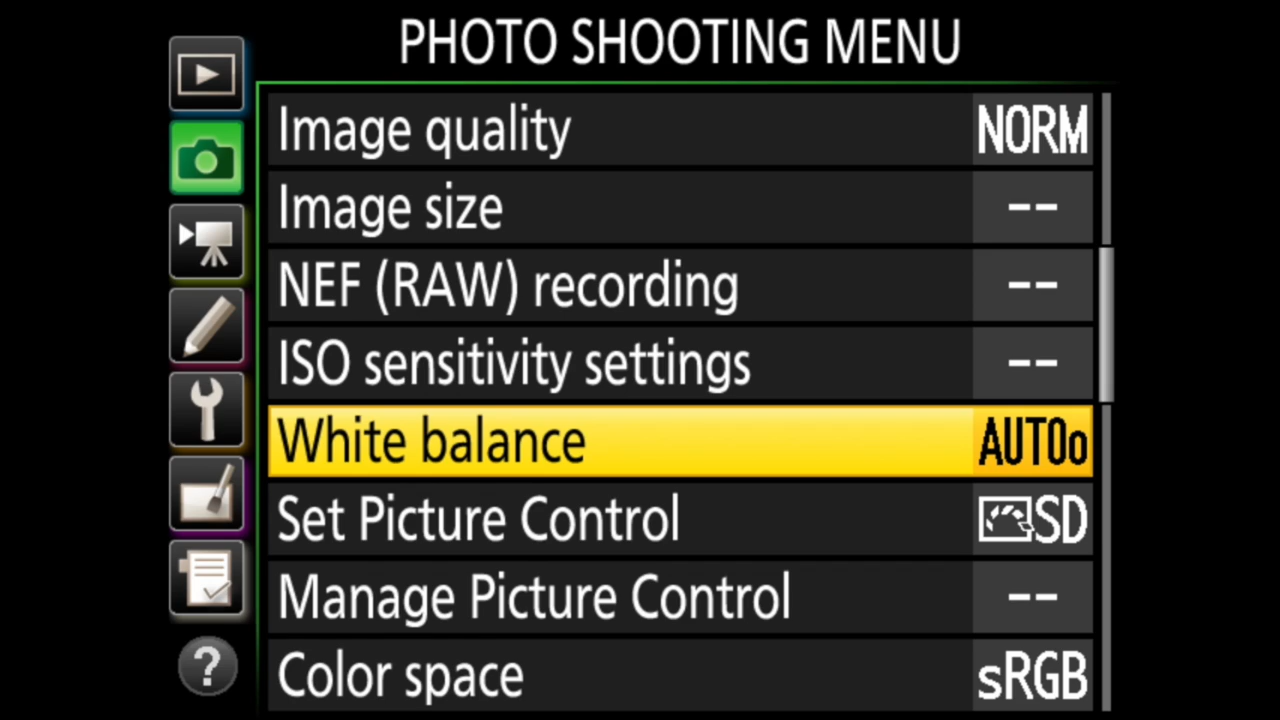 PHOTO SHOOTING MENU
Image quality NORM
Image size --
NEF (RAW) recording --
ISO sensitivity settings --
White balance AUTO0
Set Picture Control SD
Manage Picture Control --
Color space sRGB
?